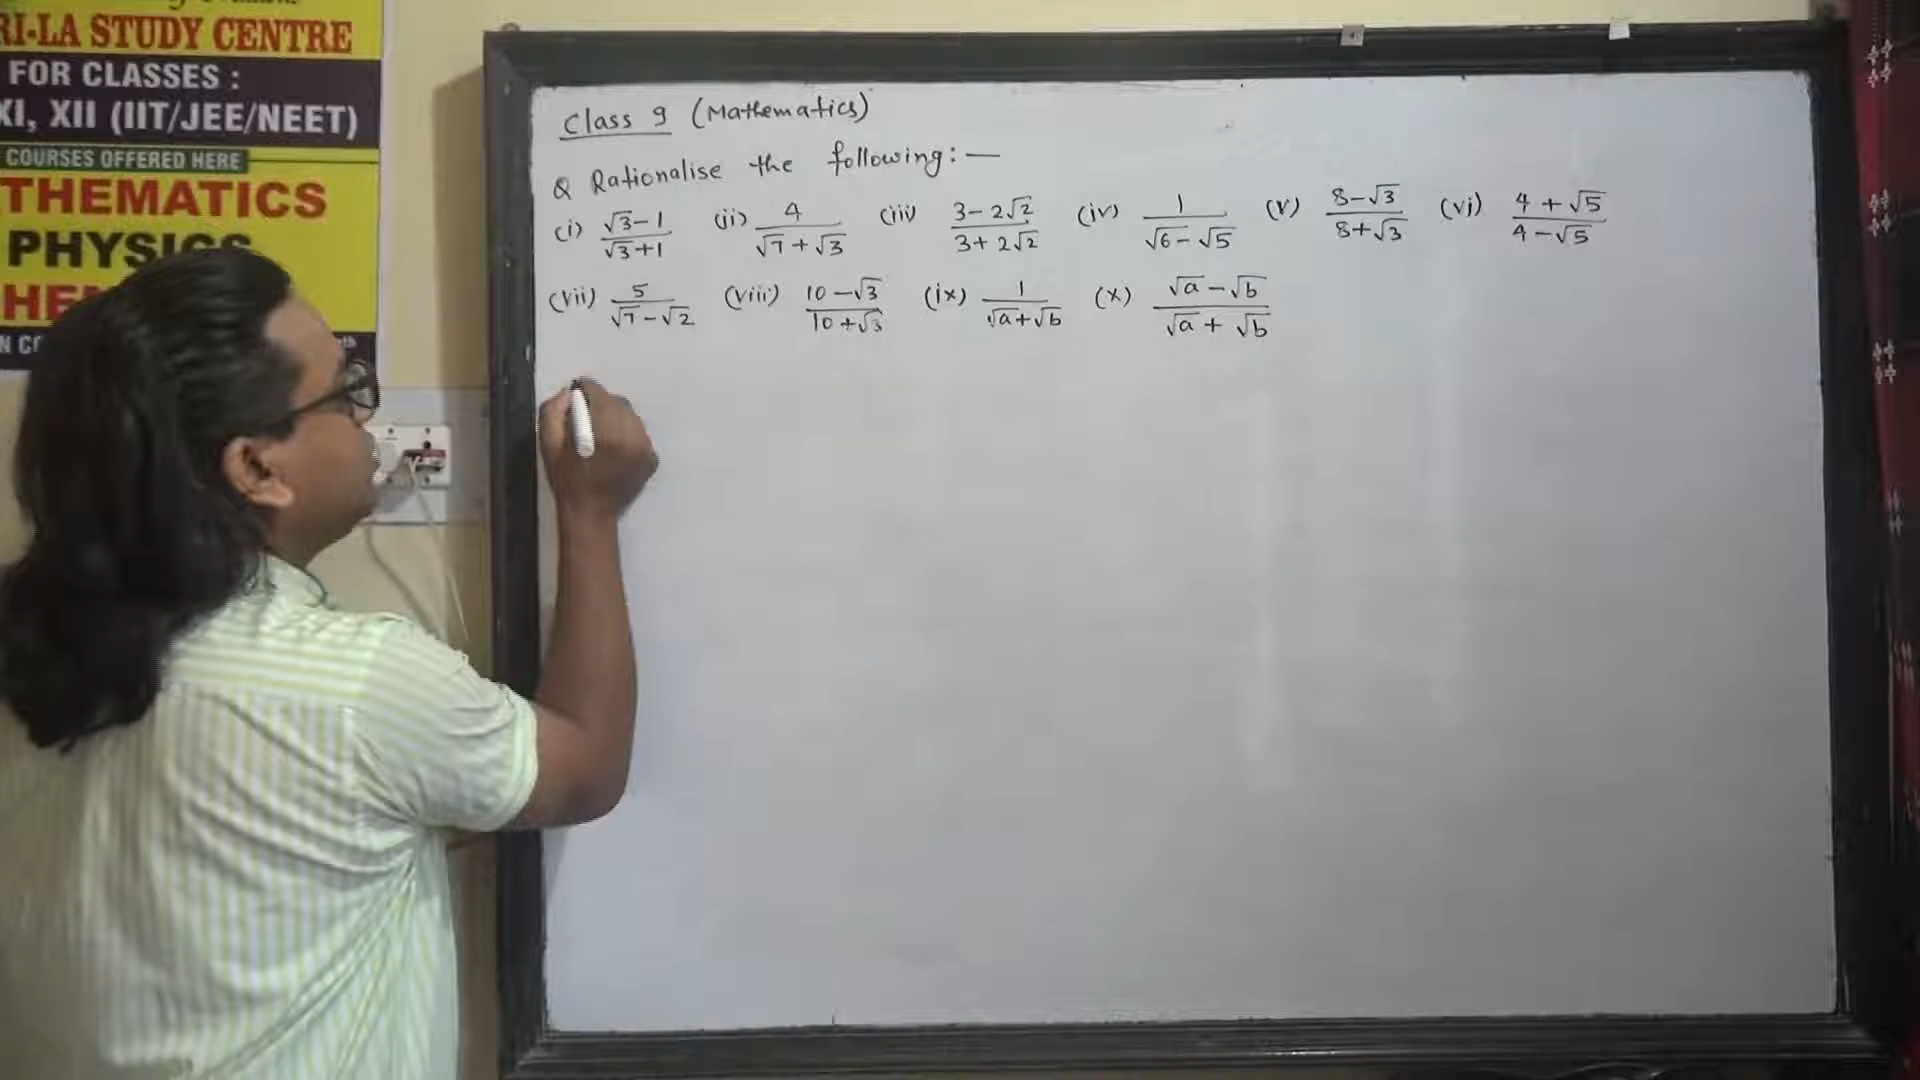 RI-LA STUDY CENTRE
FOR CLASSES :
XI, XII (IIT/JEE/NEET)
COURSES OFFERED HERE
THEMATICS
PHYSICS
Class 9 (Mathematics)
Q Rationalise the following:—
(i) √3-1/√3+1 (ii) 4/√7+√3 (iii) 3-2√2/3+2√2 (iv) 1/√6-√5 (v) 8-√3/8+√3 (vi) 4+√5/4-√5
(vii) 5/√7-√2 (viii) 10-√3/10+√3 (ix) 1/√a+√b (x) √a-√b/√a+√b